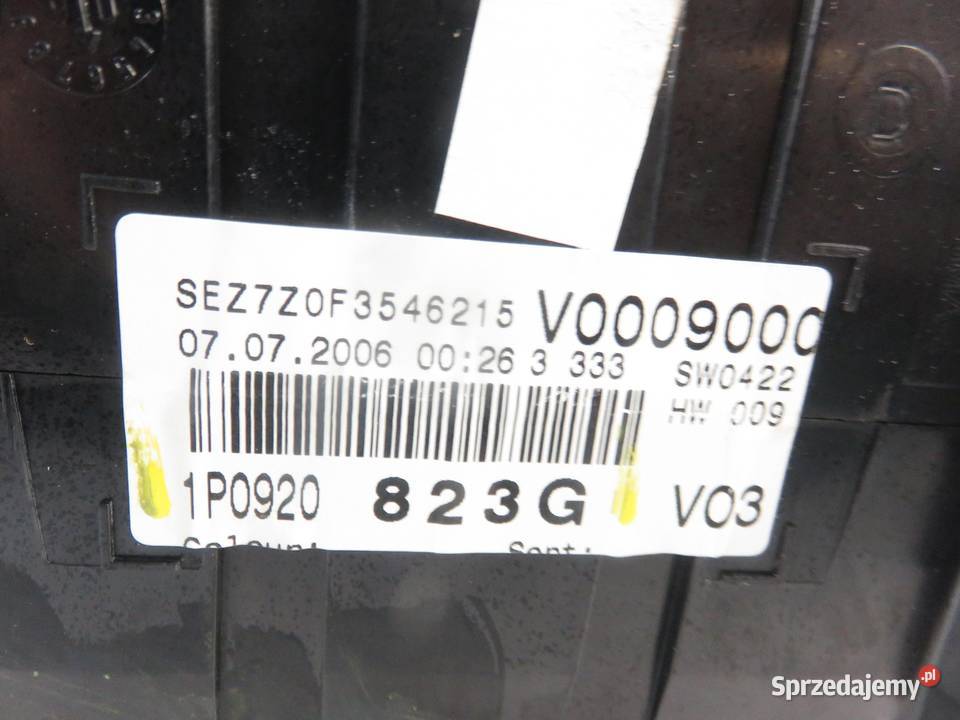 SEZ7Z0F3546215 V0009000
07.07.2006 00:26 3 333 SW0422
HW 009
1P0920 823G V03
D
Sprzedajemy.pl